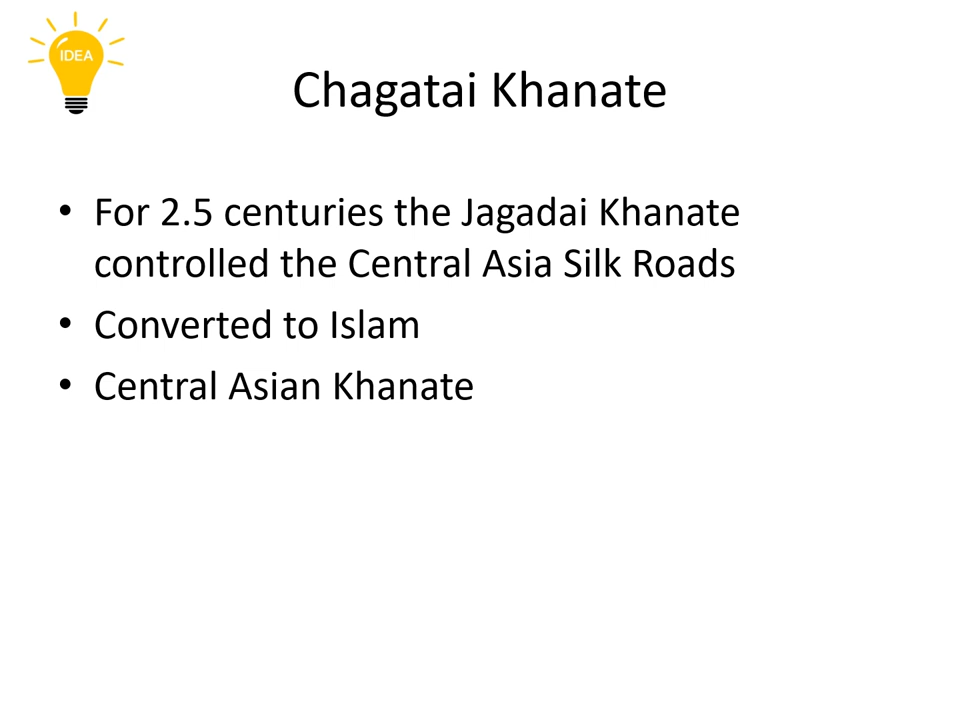 IDEA
Chagatai Khanate
• For 2.5 centuries the Jagadai Khanate
controlled the Central Asia Silk Roads
• Converted to Islam
• Central Asian Khanate